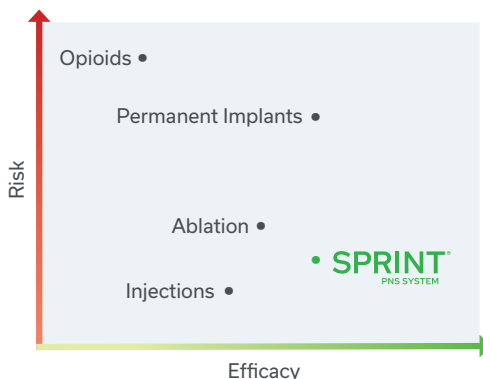 Opioids
Permanent Implants
Risk
Ablation
SPRINT®
PNS SYSTEM
Injections
Efficacy